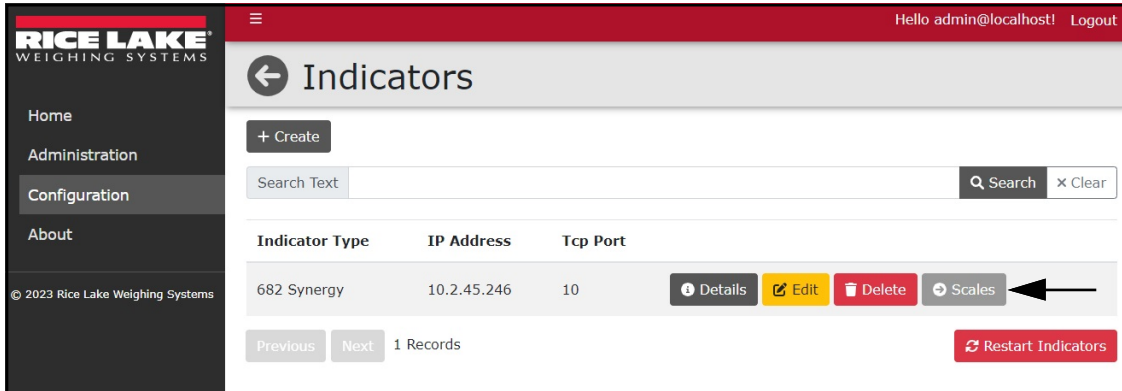 RICE LAKE®
WEIGHING SYSTEMS
Home
Administration
Configuration
About
© 2023 Rice Lake Weighing Systems
Hello admin@localhost! Logout
Indicators
+ Create
Search Text Search × Clear
Indicator Type IP Address Tcp Port
682 Synergy 10.2.45.246 10 Details Edit Delete Scales
Previous Next 1 Records Restart Indicators